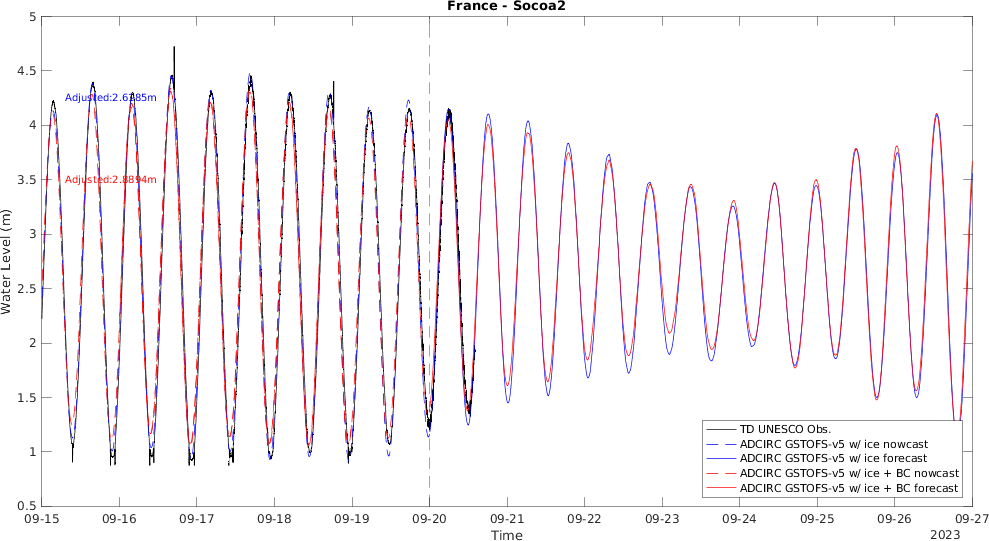 France - Socoa2
5
4.5
4
3.5
3
2.5
2
1.5
1
0.5
Water Level (m)
Adjusted:2.6185m
Adjusted:2.8894m
TD UNESCO Obs.
ADCIRC GSTOFS-v5 w/ ice nowcast
ADCIRC GSTOFS-v5 w/ ice forecast
ADCIRC GSTOFS-v5 w/ ice + BC nowcast
ADCIRC GSTOFS-v5 w/ ice + BC forecast
09-15 09-16 09-17 09-18 09-19 09-20 09-21 09-22 09-23 09-24 09-25 09-26 09-27
Time
2023